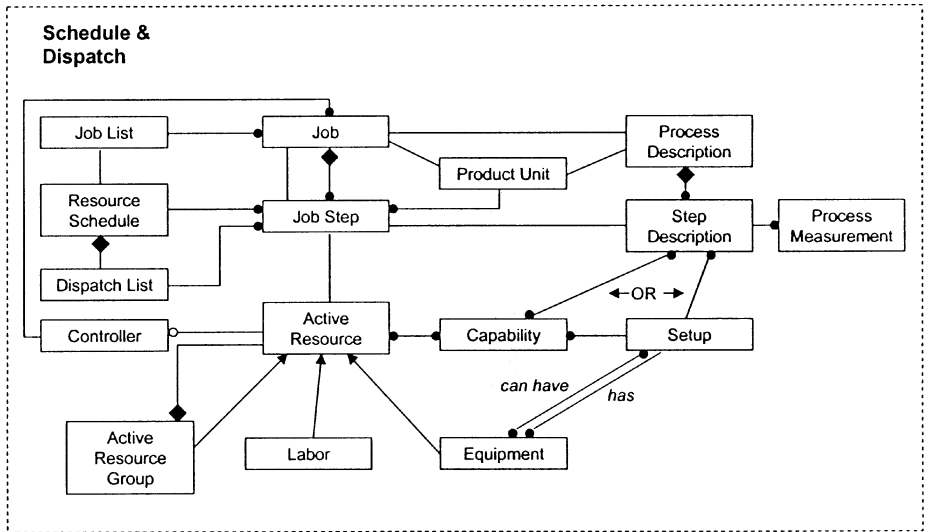 Schedule &
Dispatch
Job List
Job
Process
Description
Product Unit
Resource
Schedule
Job Step
Step
Description
Process
Measurement
Dispatch List
OR
Controller
Active
Resource
Capability
Setup
can have
has
Active
Resource
Group
Labor
Equipment